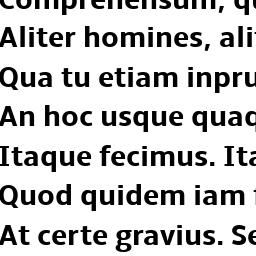 Comprehensum, qu
Aliter homines, ali
Qua tu etiam inpru
An hoc usque quaq
Itaque fecimus. Ita
Quod quidem iam f
At certe gravius. Se